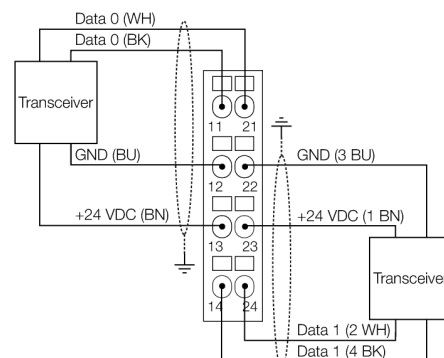 Data 0 (WH)
Data 0 (BK)
Transceiver
11 21
GND (BU)
GND (3 BU)
12 22
+24 VDC (BN)
+24 VDC (1 BN)
13 23
Transceiver
14 24
Data 1 (2 WH)
Data 1 (4 BK)